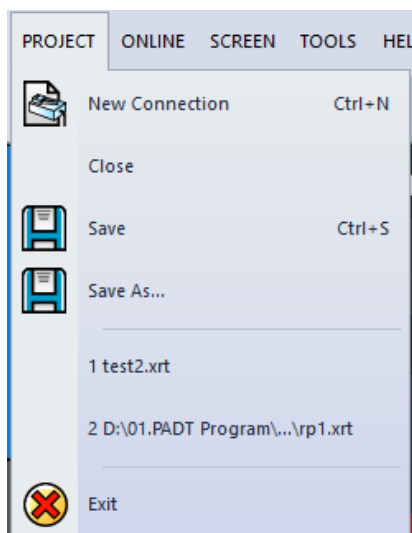 PROJECT ONLINE SCREEN TOOLS HEL
New Connection Ctrl+N
Close
Save Ctrl+S
Save As...
1 test2.xrt
2 D:\01.PADT Program\...\rp1.xrt
Exit